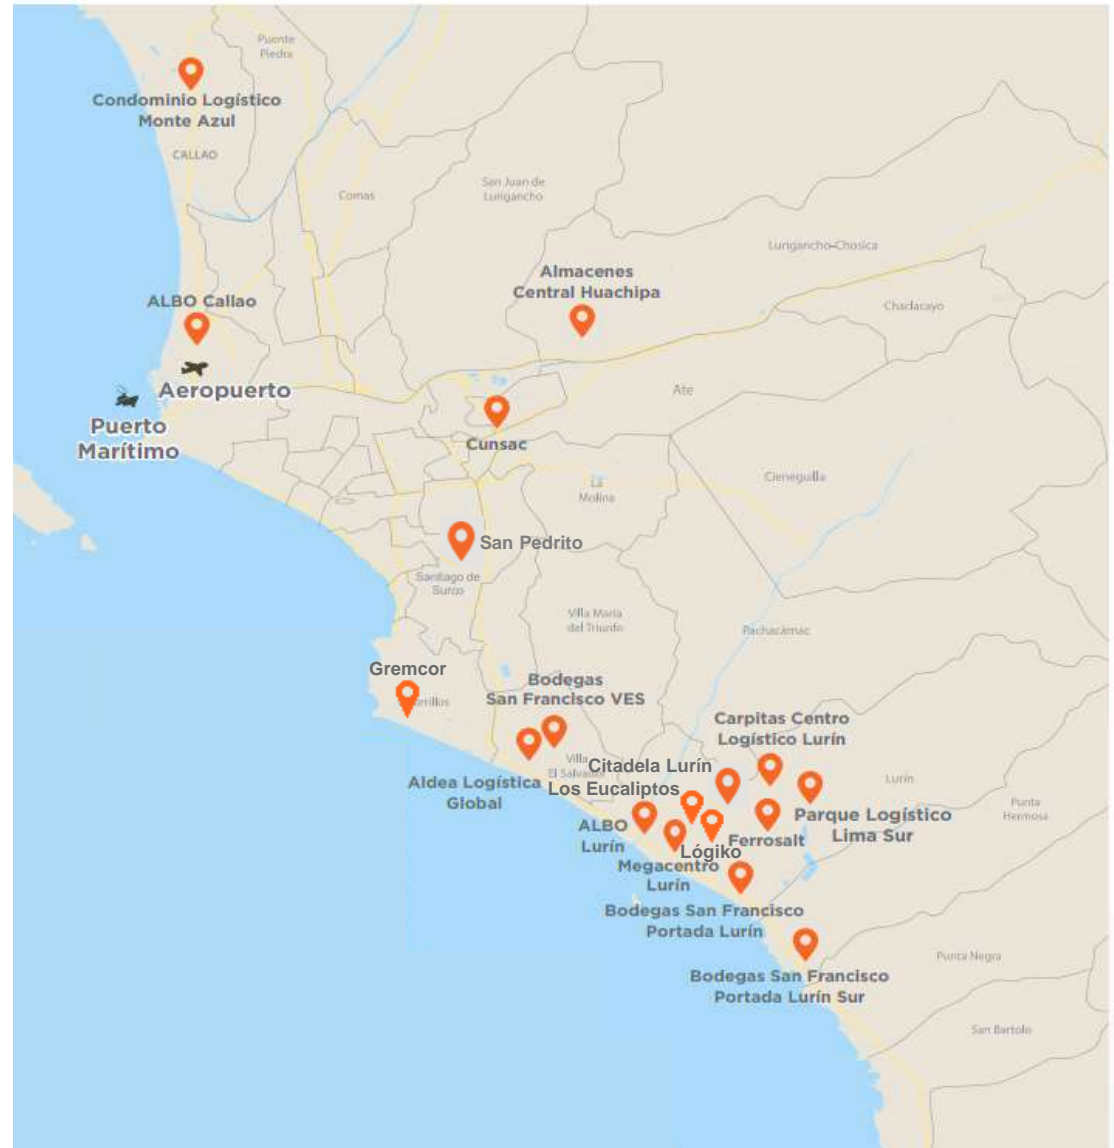 Puente
Piedra
Condominio Logístico
Monte Azul
CALLAO
Comas
San Juan de
Lurigancho
Lurigancho-Chosica
Almacenes
Central Huachipa
ALBO Callao
Chaclacayo
Aeropuerto
Ate
Puerto
Marítimo
Cunsac
La
Molina
Cieneguilla
San Pedrito
Santiago de
Surco
Villa María
del Triunfo
Pachacámac
Gremcor
Bodegas
San Francisco VES
Carpitas Centro
Logístico Lurín
Villa
El Salvador
Citadela Lurín
Aldea Logística
Global
Los Eucaliptos
Lurín
Punta
Hermosa
Parque Logístico
Lima Sur
ALBO
Lurín
Ferrosalt
Lógiko
Megacentro
Lurín
Bodegas San Francisco
Portada Lurín
Punta Negra
Bodegas San Francisco
Portada Lurín Sur
San Bartolo